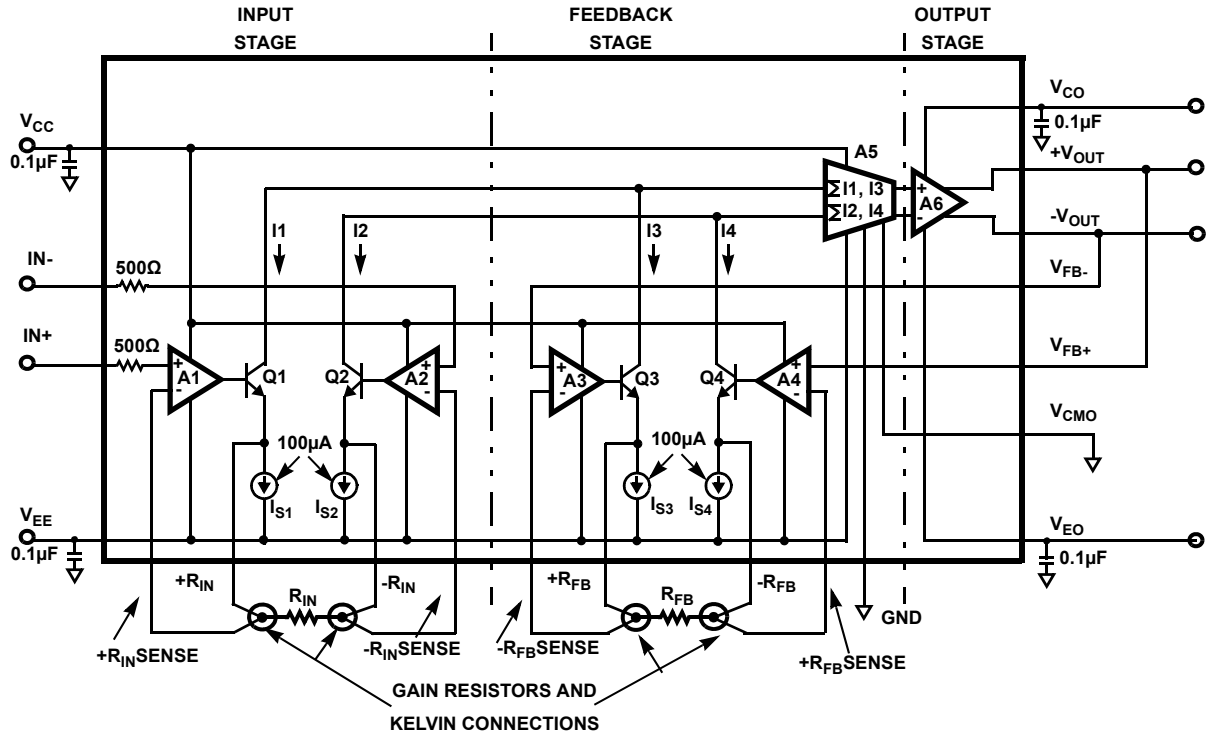 INPUT
STAGE
FEEDBACK
STAGE
OUTPUT
STAGE
VCC
0.1µF
VCO
0.1µF
+VOUT
A5
∑I1, I3
∑I2, I4
+
-
A6
-VOUT
I1
I2
I3
I4
IN-
500Ω
VFB-
IN+
500Ω
VFB+
+
-
A1
Q1
Q2
+
-
A2
+
-
A3
Q3
Q4
+
-
A4
VCMO
100µA
100µA
IS1
IS2
IS3
IS4
VEE
0.1µF
VEO
0.1µF
+RIN
-RIN
+RFB
-RFB
RIN
RFB
GND
+RINSENSE
-RINSENSE
-RFBSENSE
+RFBSENSE
GAIN RESISTORS AND
KELVIN CONNECTIONS